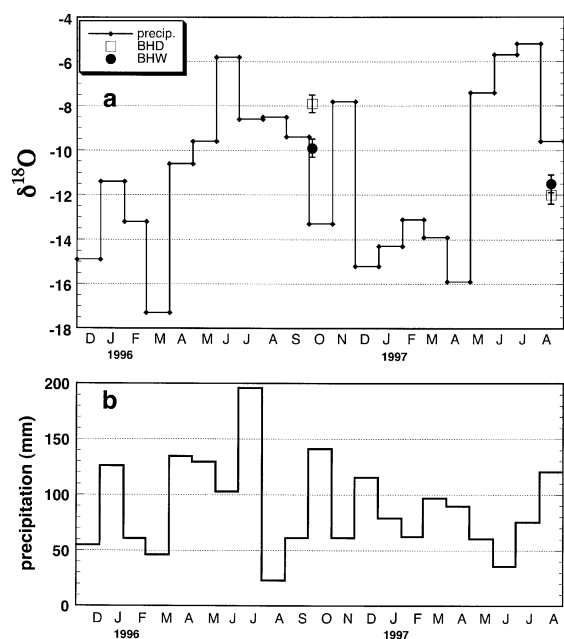 -4
precip.
BHD
BHW
-6
a
-8
δ18O
-10
-12
-14
-16
-18
D J F M A M J J A S O N D J F M A M J J A
1996 1997
200
b
150
precipitation (mm)
100
50
0
D J F M A M J J A S O N D J F M A M J J A
1996 1997